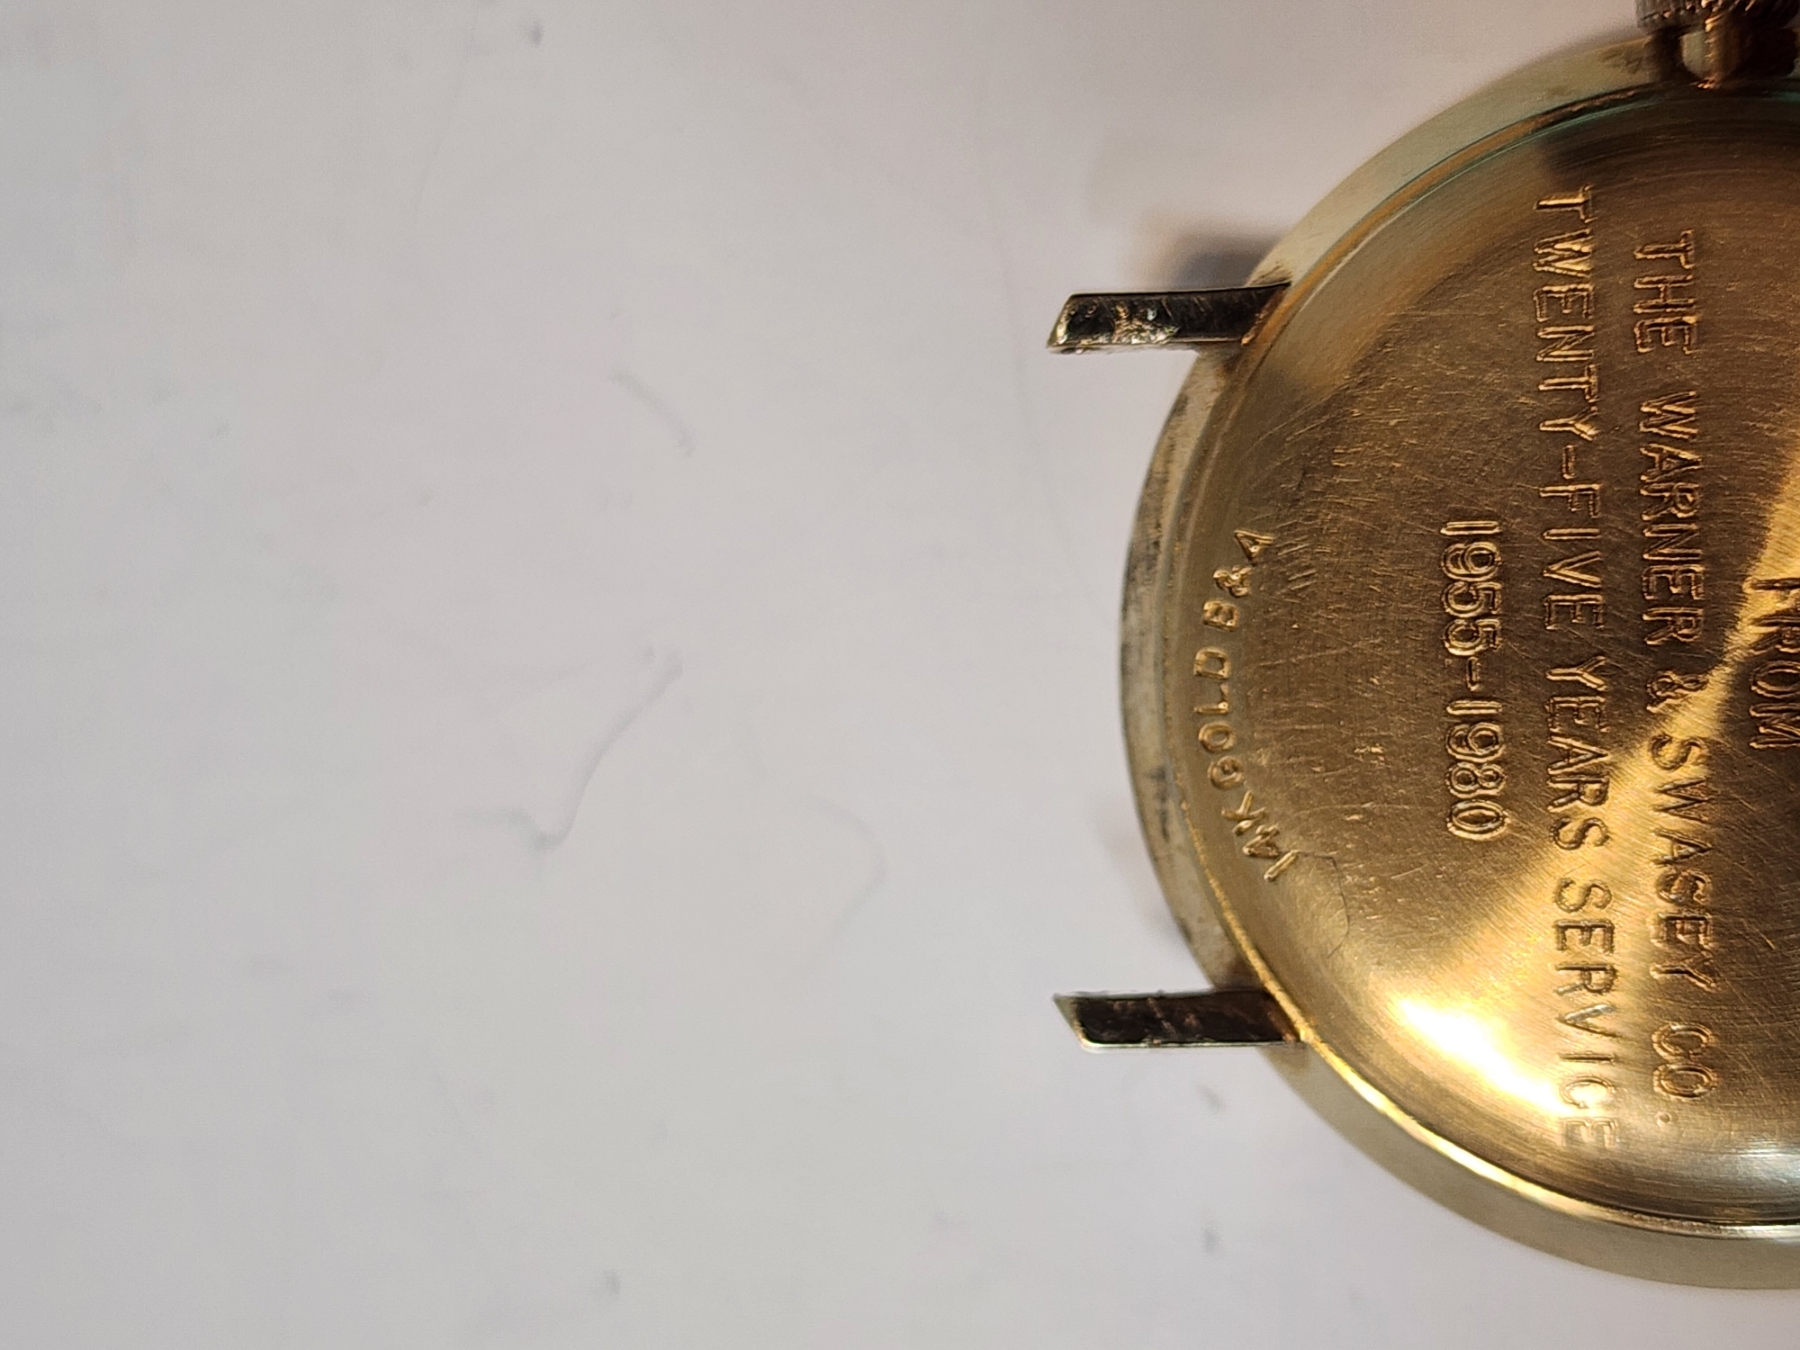 FROM
THE WARNER & SWASEY CO.
TWENTY-FIVE YEARS SERVICE
1955-1980
14K.GOLD B&A